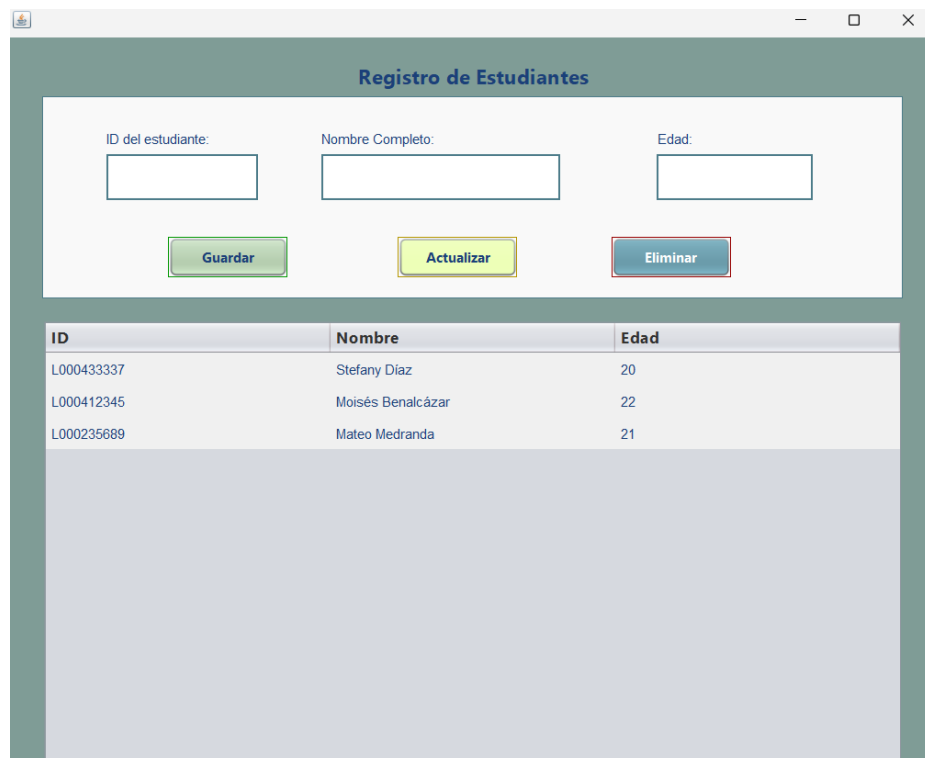 Registro de Estudiantes
ID del estudiante: Nombre Completo: Edad:
Guardar Actualizar Eliminar
ID Nombre Edad
L000433337 Stefany Díaz 20
L000412345 Moisés Benalcázar 22
L000235689 Mateo Medranda 21